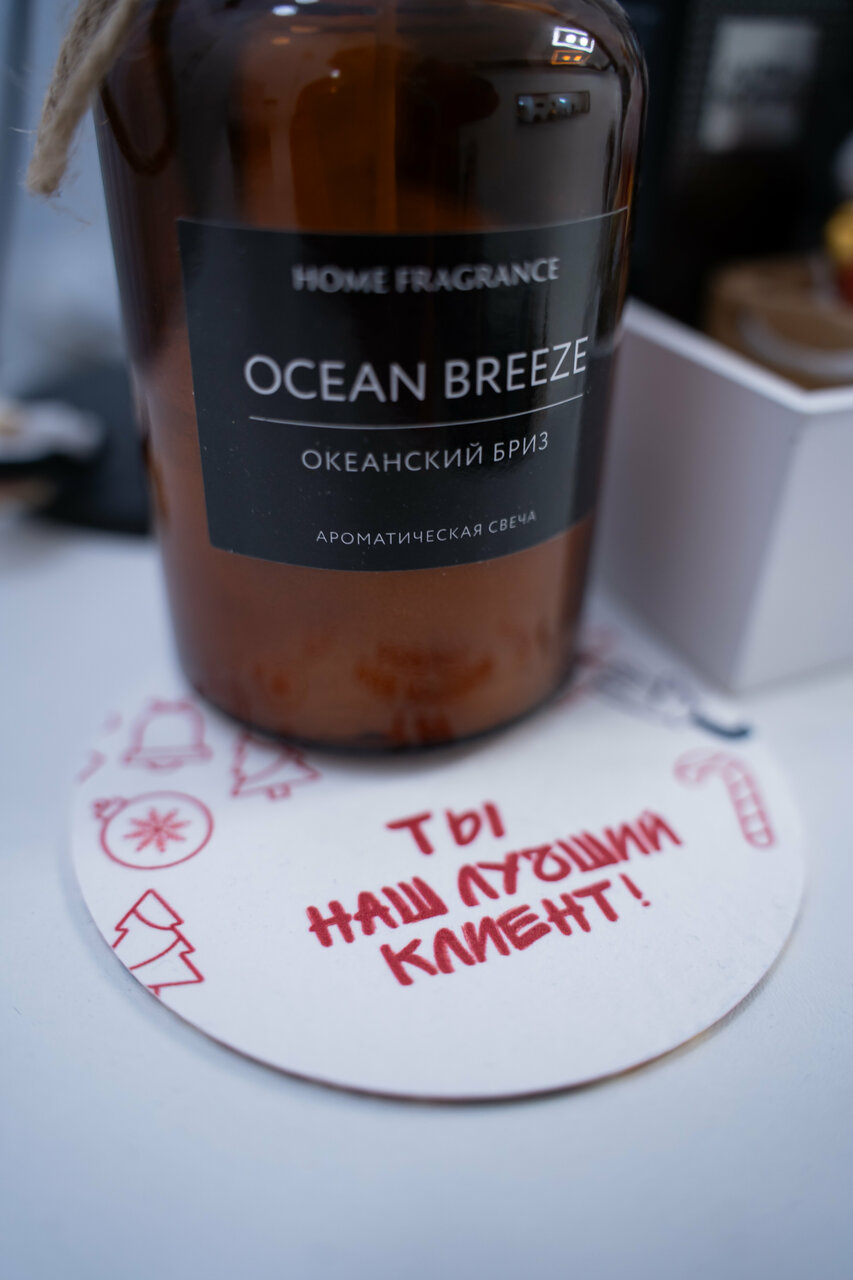 HOME FRAGRANCE
OCEAN BREEZE
ОКЕАНСКИЙ БРИЗ
АРОМАТИЧЕСКАЯ СВЕЧА
ТЫ
НАШ ЛУЧШИЙ
КЛИЕНТ!